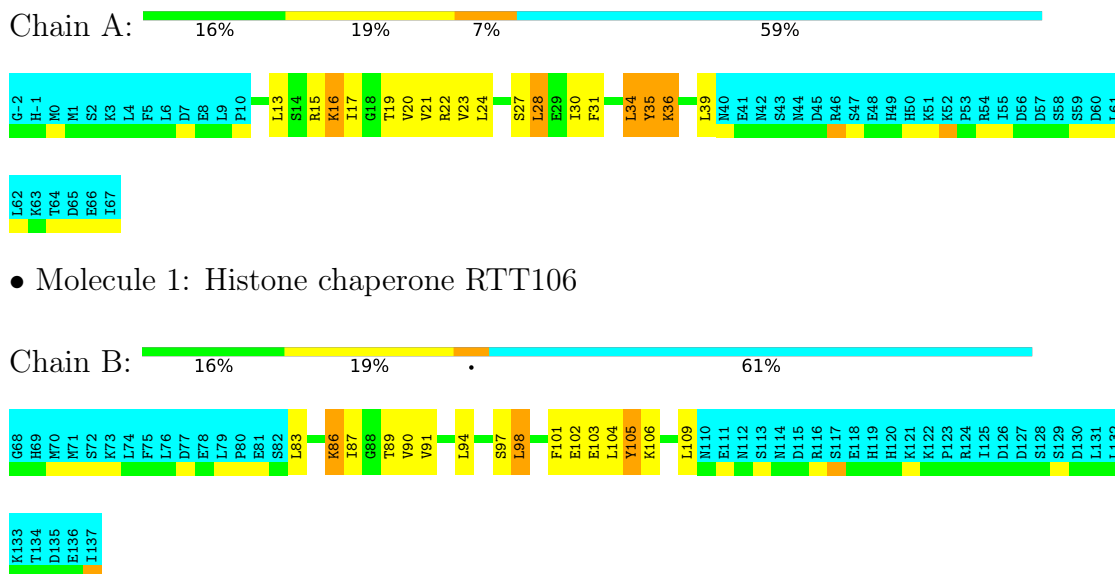 Chain A:
16% 19% 7% 59%
G-2 H-1 M0 M1 S2 K3 L4 F5 L6 D7 E8 L9 P10 L13 S14 R15 K16 I17 G18 T19 V20 V21 R22 V23 L24 S27 L28 E29 I30 F31 L34 Y35 K36 L39 N40 E41 N42 S43 N44 D45 R46 S47 E48 H49 H50 K51 K52 P53 R54 I55 D56 D57 S58 S59 D60 L61
L62 K63 T64 D65 E66 I67
• Molecule 1: Histone chaperone RTT106
Chain B:
16% 19% • 61%
G68 H69 M70 M71 S72 K73 L74 F75 L76 D77 E78 L79 P80 E81 S82 L83 K86 I87 G88 T89 V90 V91 L94 S97 L98 F101 E102 E103 L104 Y105 K106 L109 N110 E111 N112 S113 N114 D115 R116 S117 E118 H119 H120 K121 K122 P123 R124 I125 D126 D127 S128 S129 D130 L131 L132
K133 T134 D135 E136 I137